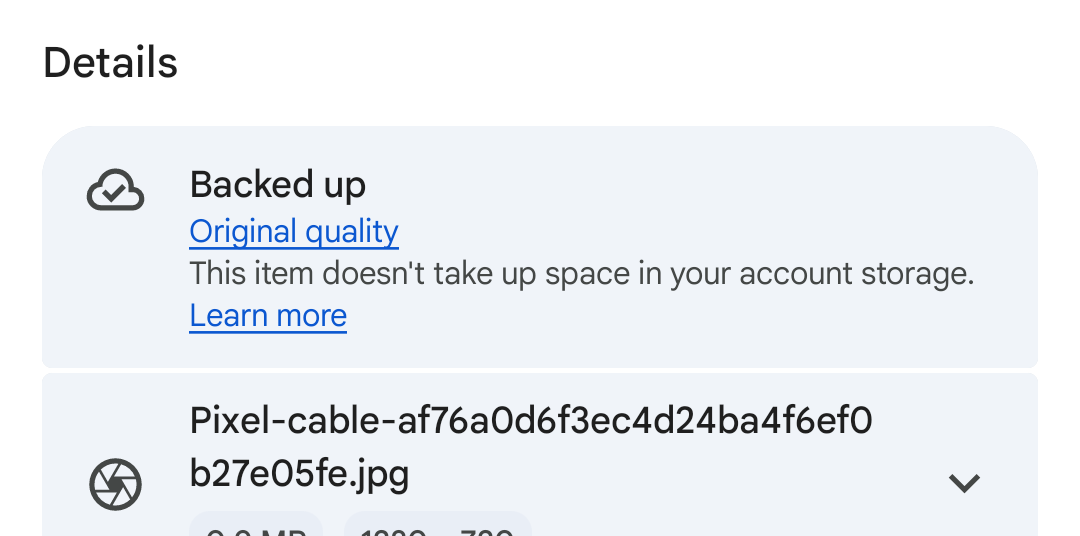 Details
Backed up
Original quality
This item doesn't take up space in your account storage.
Learn more
Pixel-cable-af76a0d6f3ec4d24ba4f6ef0
b27e05fe.jpg